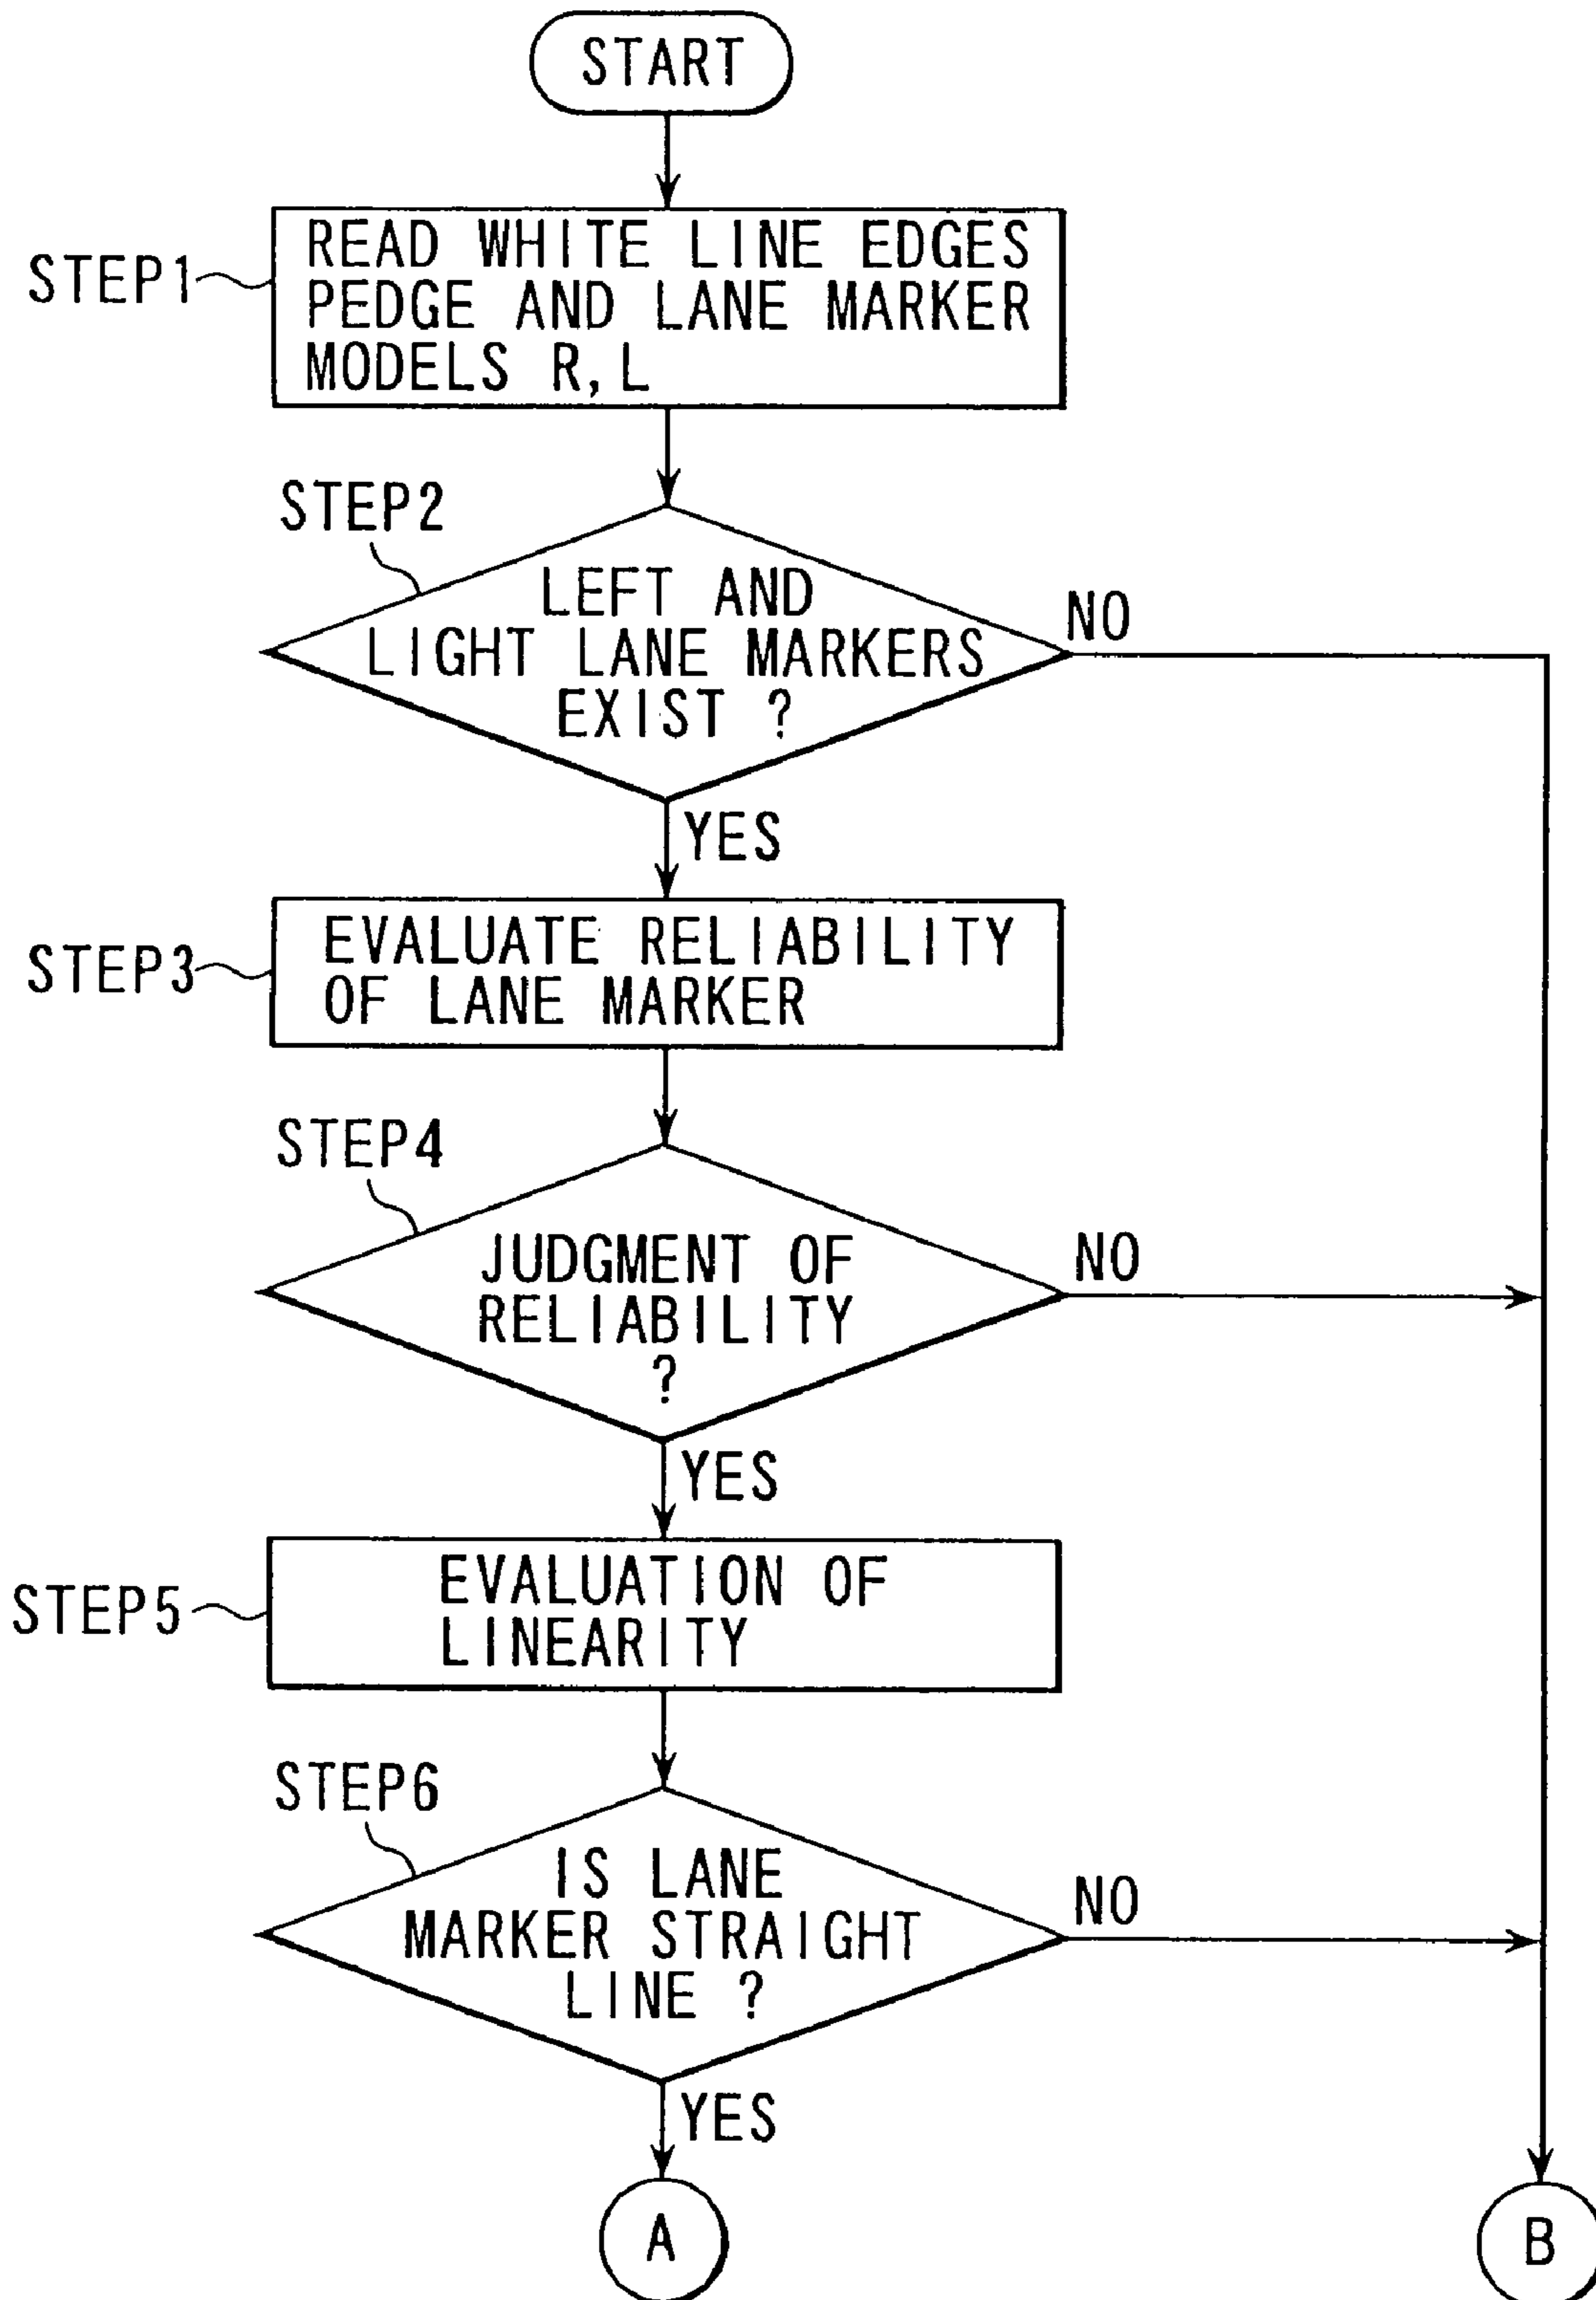 START
STEP1
READ WHITE LINE EDGES
PEDGE AND LANE MARKER
MODELS R, L
STEP2
LEFT AND
LIGHT LANE MARKERS
EXIST ?
NO
YES
STEP3
EVALUATE RELIABILITY
OF LANE MARKER
STEP4
JUDGMENT OF
RELIABILITY
?
NO
YES
STEP5
EVALUATION OF
LINEARITY
STEP6
IS LANE
MARKER STRAIGHT
LINE ?
NO
YES
A
B